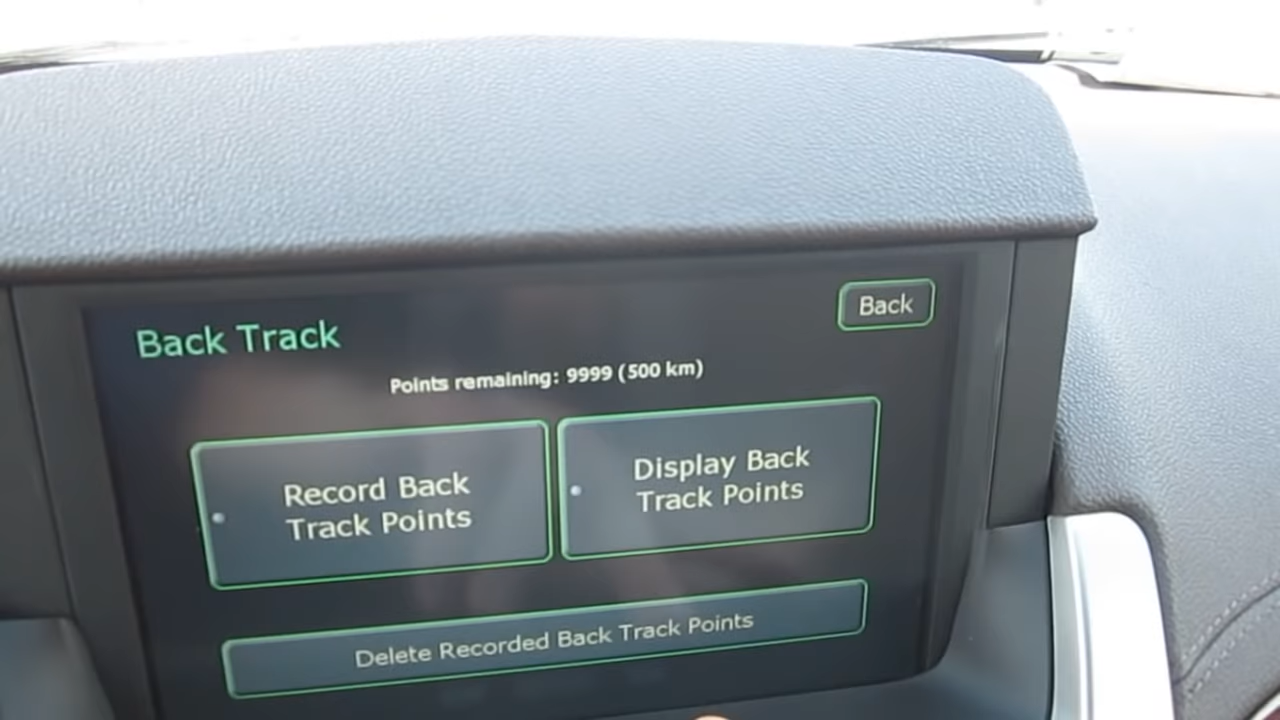 Back Track
Back
Points remaining: 9999 (500 km)
Record Back
Track Points
Display Back
Track Points
Delete Recorded Back Track Points